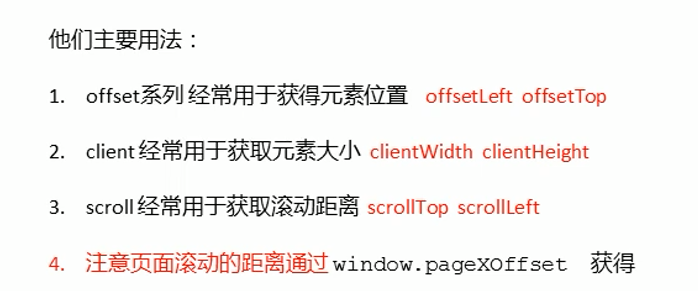 他们主要用法：
1. offset系列 经常用于获得元素位置 offsetLeft offsetTop
2. client 经常用于获取元素大小 clientWidth clientHeight
3. scroll 经常用于获取滚动距离 scrollTop scrollLeft
4. 注意页面滚动的距离通过 window.pageXOffset 获得